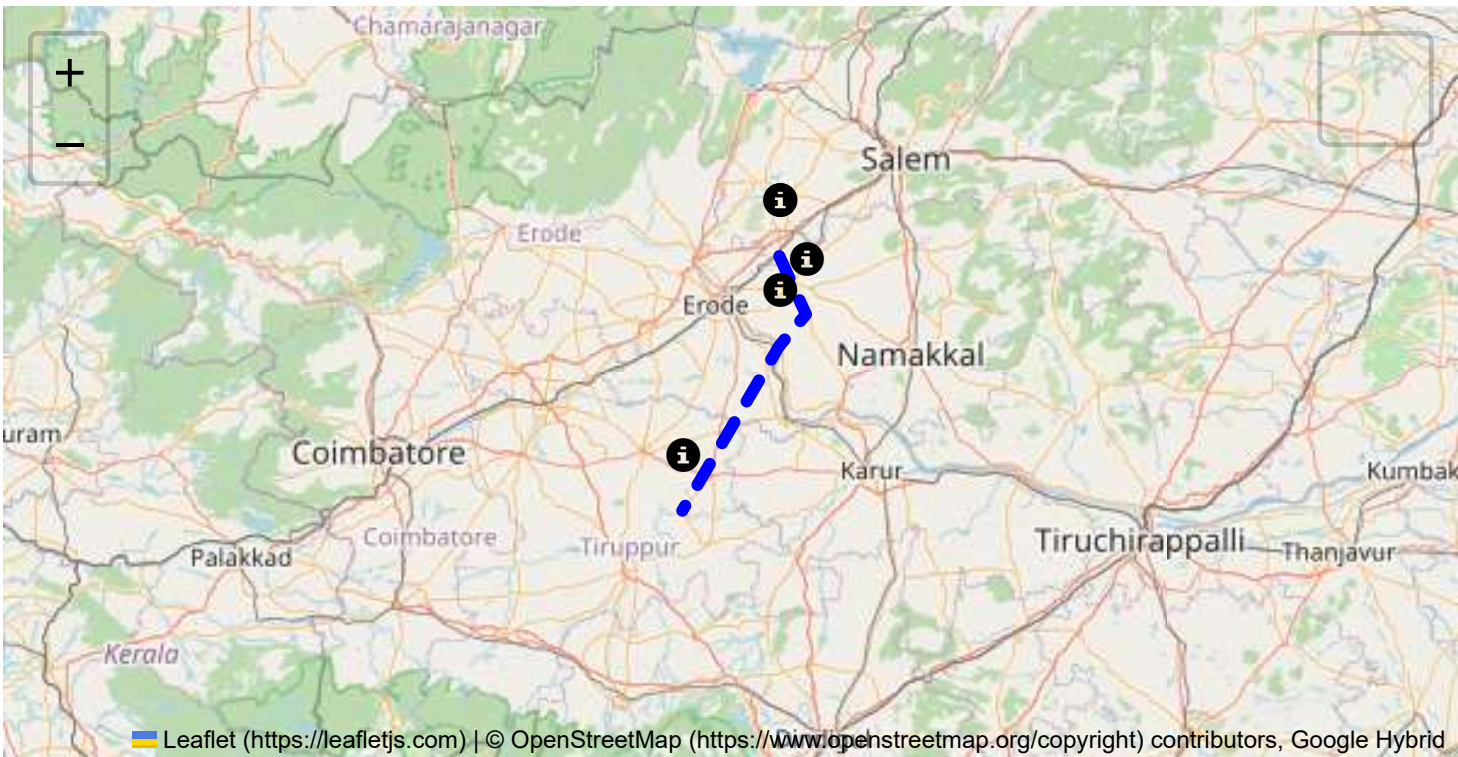 Chamarajanagar
+
−
Salem
Erode
Erode
Namakkal
uram
Coimbatore
Karur
Kumbak
Coimbatore
Tiruppur
Tiruchirappalli
Palakkad
Thanjavur
Kerala
Leaflet (https://leafletjs.com) | © OpenStreetMap (https://www.openstreetmap.org/copyright) contributors, Google Hybrid